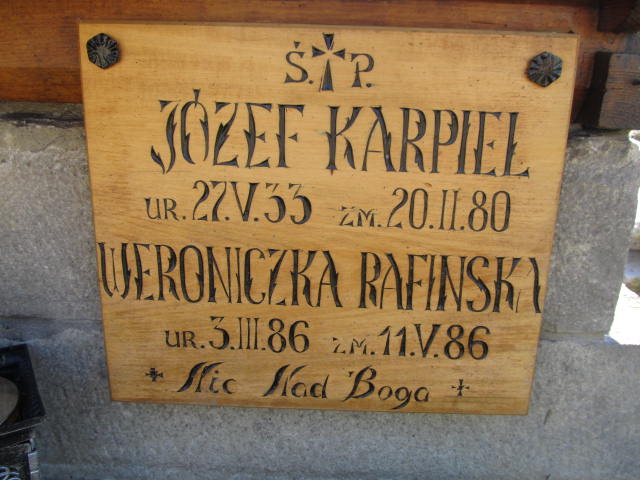 Ś. P.
JÓZEF KARPIEL
UR. 27.V.33 ZM. 20.II.80
WERONICZKA RAFINSKA
UR. 3.III.86 ZM. 11.V.86
Nic Nad Boga